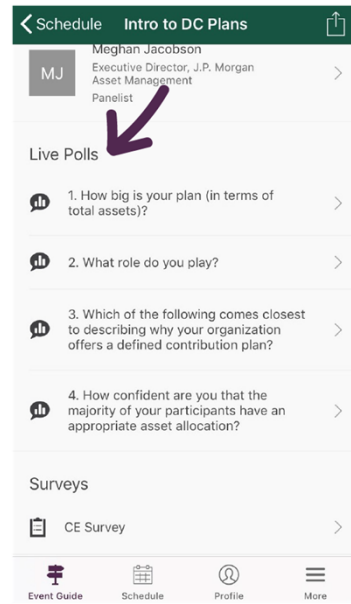 Schedule Intro to DC Plans
Meghan Jacobson
MJ
Executive Director, J.P. Morgan
Asset Management
Panelist
Live Polls
1. How big is your plan (in terms of
total assets)?
2. What role do you play?
3. Which of the following comes closest
to describing why your organization
offers a defined contribution plan?
4. How confident are you that the
majority of your participants have an
appropriate asset allocation?
Surveys
CE Survey
Event Guide Schedule Profile More